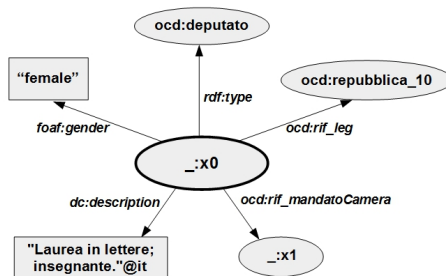 ocd:deputato
"female"
ocd:repubblica_10
rdf:type
foaf:gender
ocd:rif_leg
_:x0
dc:description
ocd:rif_mandatoCamera
"Laurea in lettere;
insegnante."@it
_:x1